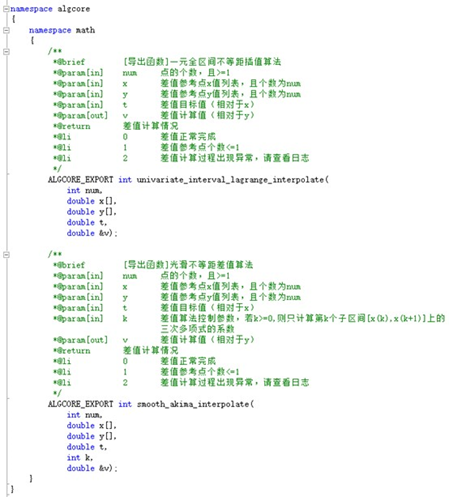 namespace algcore
{
namespace math
{
/**
*@brief [导出函数]一元全区间不等距插值算法
*@param[in] num 点的个数，且>=1
*@param[in] x 差值参考点x值列表，且个数为num
*@param[in] y 差值参考点y值列表，且个数为num
*@param[in] t 差值目标值（相对于x）
*@param[out] v 差值计算值（相对于y）
*@return 差值计算情况
*@li 0 差值正常完成
*@li 1 差值参考点个数<=1
*@li 2 差值计算过程出现异常，请查看日志
*/
ALGCORE_EXPORT int univariate_interval_lagrange_interpolate(
int num,
double x[],
double y[],
double t,
double &v);
/**
*@brief [导出函数]光滑不等距差值算法
*@param[in] num 点的个数，且>=1
*@param[in] x 差值参考点x值列表，且个数为num
*@param[in] y 差值参考点y值列表，且个数为num
*@param[in] t 差值目标值（相对于x）
*@param[in] k 差值算法控制参数，若k>=0,则只计算第k个子区间[x(k),x(k+1)]上的
三次多项式的系数
*@param[out] v 差值计算值（相对于y）
*@return 差值计算情况
*@li 0 差值正常完成
*@li 1 差值参考点个数<=1
*@li 2 差值计算过程出现异常，请查看日志
*/
ALGCORE_EXPORT int smooth_akima_interpolate(
int num,
double x[],
double y[],
double t,
int k,
double &v);
}
}